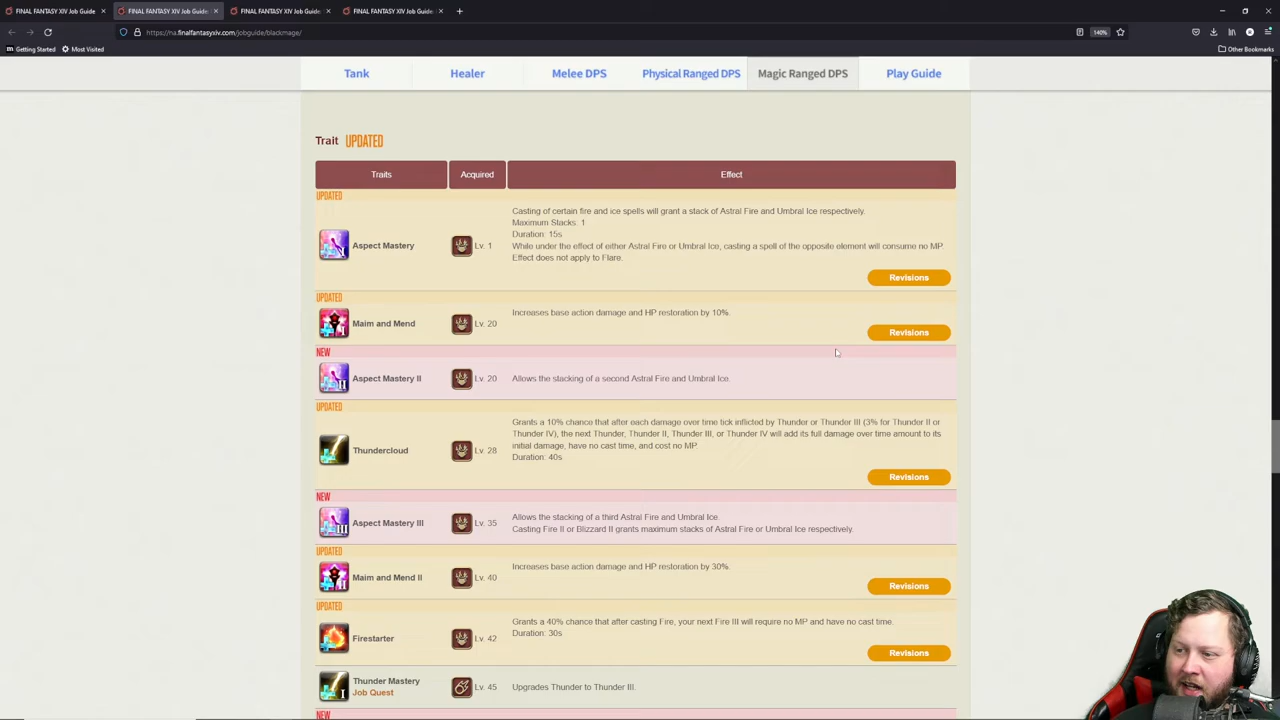 FINAL FANTASY XIV Job Guide
FINAL FANTASY XIV Job Guide
FINAL FANTASY XIV Job Guide
FINAL FANTASY XIV Job Guide
https://na.finalfantasyxiv.com/jobguide/blackmage/
140%
Getting Started
Most Visited
Other Bookmarks
Tank
Healer
Melee DPS
Physical Ranged DPS
Magic Ranged DPS
Play Guide
Trait UPDATED
Traits
Acquired
Effect
UPDATED
Aspect Mastery
Lv. 1
Casting of certain fire and ice spells will grant a stack of Astral Fire and Umbral Ice respectively.
Maximum Stacks: 1
Duration: 15s
While under the effect of either Astral Fire or Umbral Ice, casting a spell of the opposite element will consume no MP.
Effect does not apply to Flare.
Revisions
UPDATED
Maim and Mend
Lv. 20
Increases base action damage and HP restoration by 10%.
Revisions
NEW
Aspect Mastery II
Lv. 20
Allows the stacking of a second Astral Fire and Umbral Ice.
UPDATED
Thundercloud
Lv. 28
Grants a 10% chance that after each damage over time tick inflicted by Thunder or Thunder III (3% for Thunder II or
Thunder IV), the next Thunder, Thunder II, Thunder III, or Thunder IV will add its full damage over time amount to its
initial damage, have no cast time, and cost no MP.
Duration: 40s
Revisions
NEW
Aspect Mastery III
Lv. 35
Allows the stacking of a third Astral Fire and Umbral Ice.
Casting Fire II or Blizzard II grants maximum stacks of Astral Fire or Umbral Ice respectively.
UPDATED
Maim and Mend II
Lv. 40
Increases base action damage and HP restoration by 30%.
Revisions
UPDATED
Firestarter
Lv. 42
Grants a 40% chance that after casting Fire, your next Fire III will require no MP and have no cast time.
Duration: 30s
Revisions
Thunder Mastery
Job Quest
Lv. 45
Upgrades Thunder to Thunder III.
NEW